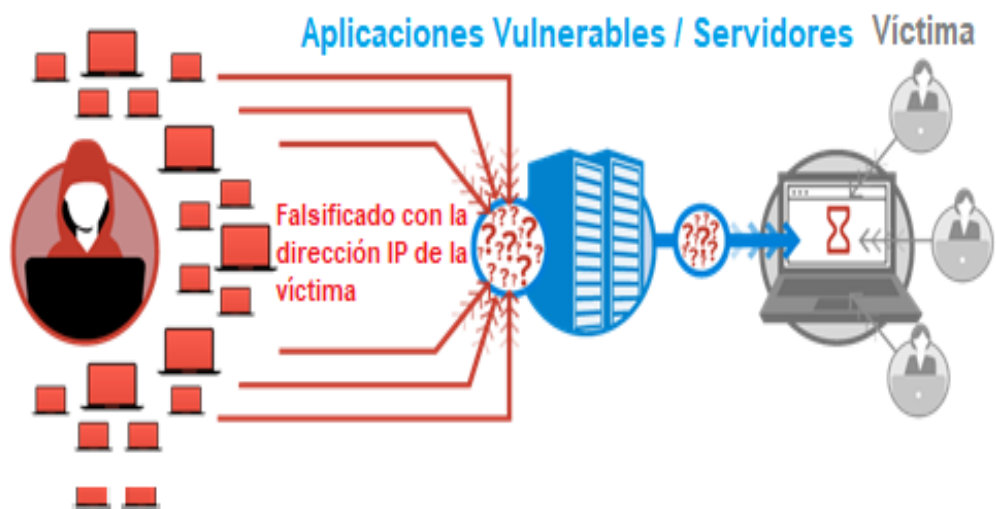 Aplicaciones Vulnerables / Servidores
Víctima
Falsificado con la
dirección IP de la
víctima